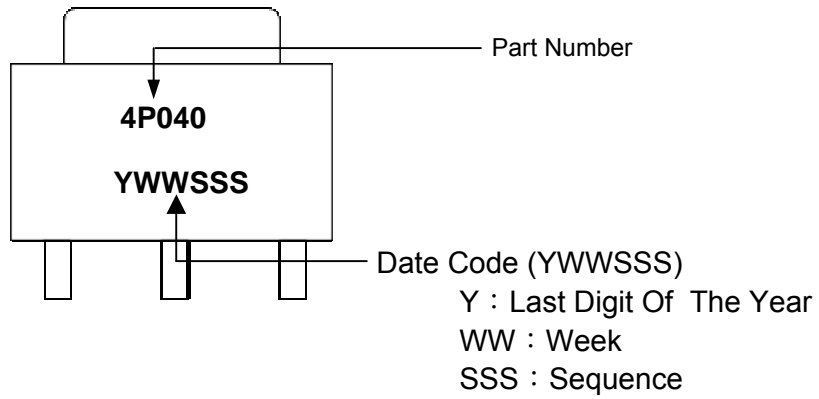 Part Number
4P040
YWWSSS
Date Code (YWWSSS)
Y：Last Digit Of The Year
WW：Week
SSS：Sequence